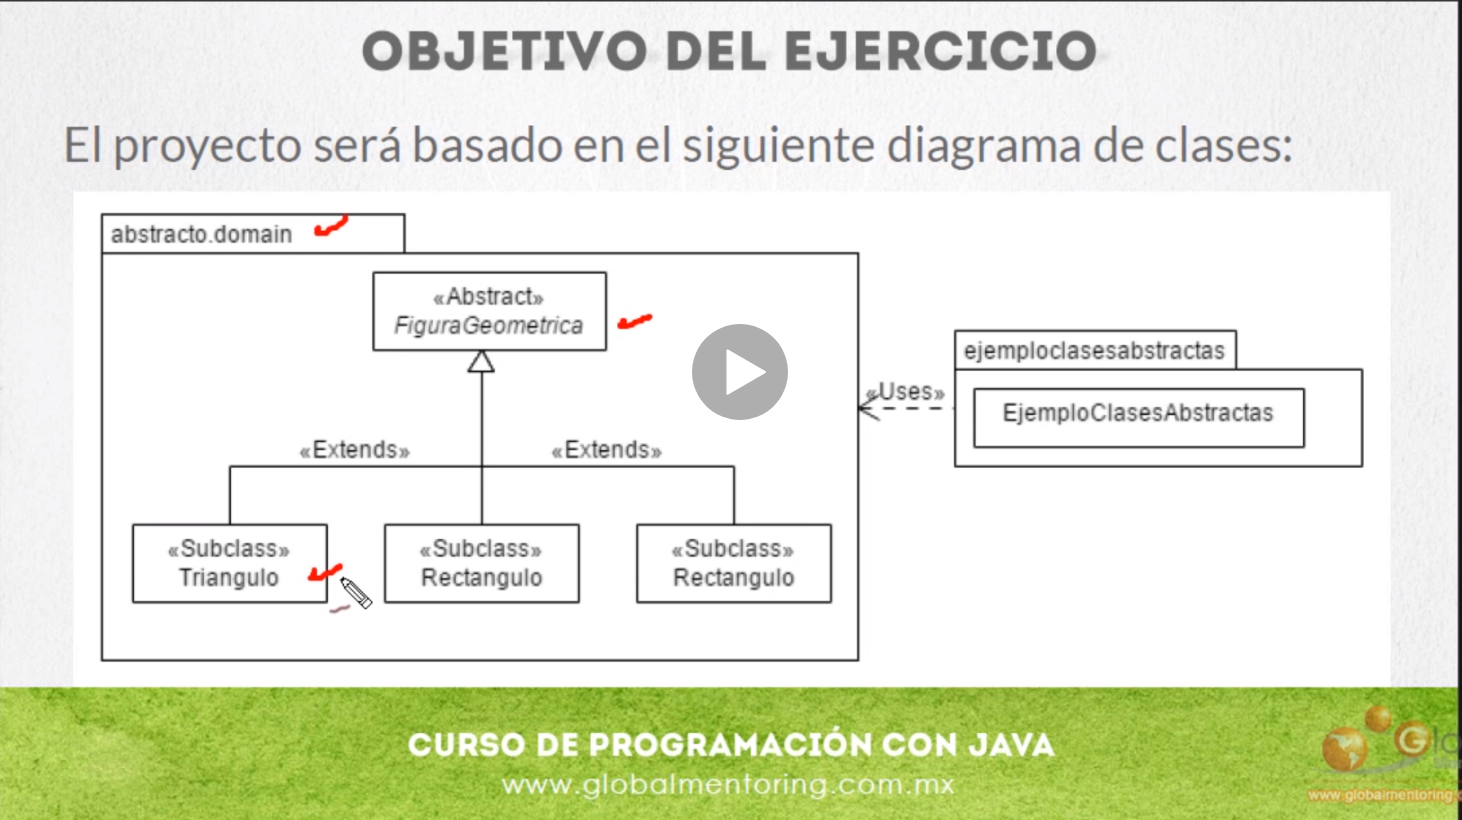 OBJETIVO DEL EJERCICIO
El proyecto será basado en el siguiente diagrama de clases:
abstracto.domain
«Abstract»
FiguraGeometrica
ejemploclasesabstractas
«Uses»
EjemploClasesAbstractas
«Extends»
«Extends»
«Subclass»
Triangulo
«Subclass»
Rectangulo
«Subclass»
Rectangulo
CURSO DE PROGRAMACIÓN CON JAVA
www.globalmentoring.com.mx
Glo
www.globalmentoring.c